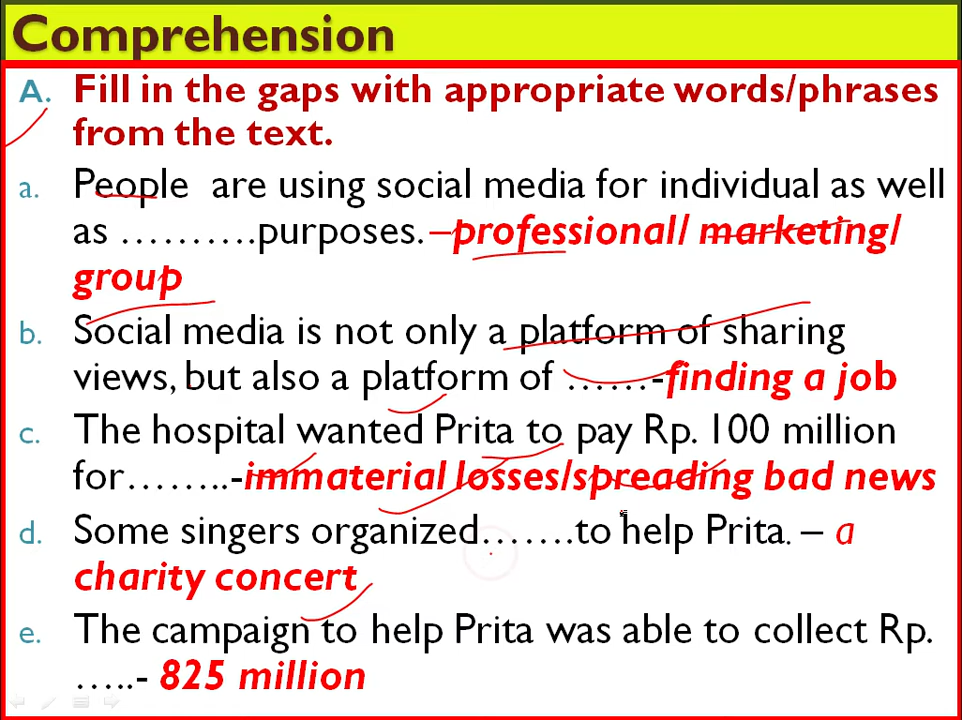 Comprehension
A. Fill in the gaps with appropriate words/phrases
from the text.
a. People are using social media for individual as well
as ……….purposes. –professional/ marketing/
group
b. Social media is not only a platform of sharing
views, but also a platform of ……-finding a job
c. The hospital wanted Prita to pay Rp. 100 million
for……..-immaterial losses/spreading bad news
d. Some singers organized…….to help Prita. – a
charity concert
e. The campaign to help Prita was able to collect Rp.
…..- 825 million